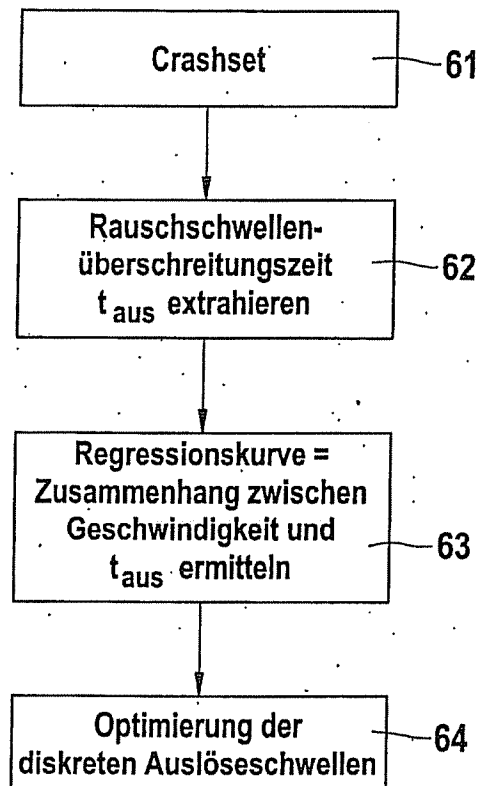 Crashset
61
Rauschschwellen-
überschreitungszeit
t aus extrahieren
62
Regressionskurve =
Zusammenhang zwischen
Geschwindigkeit und
t aus ermitteln
63
Optimierung der
diskreten Auslöseschwellen
64